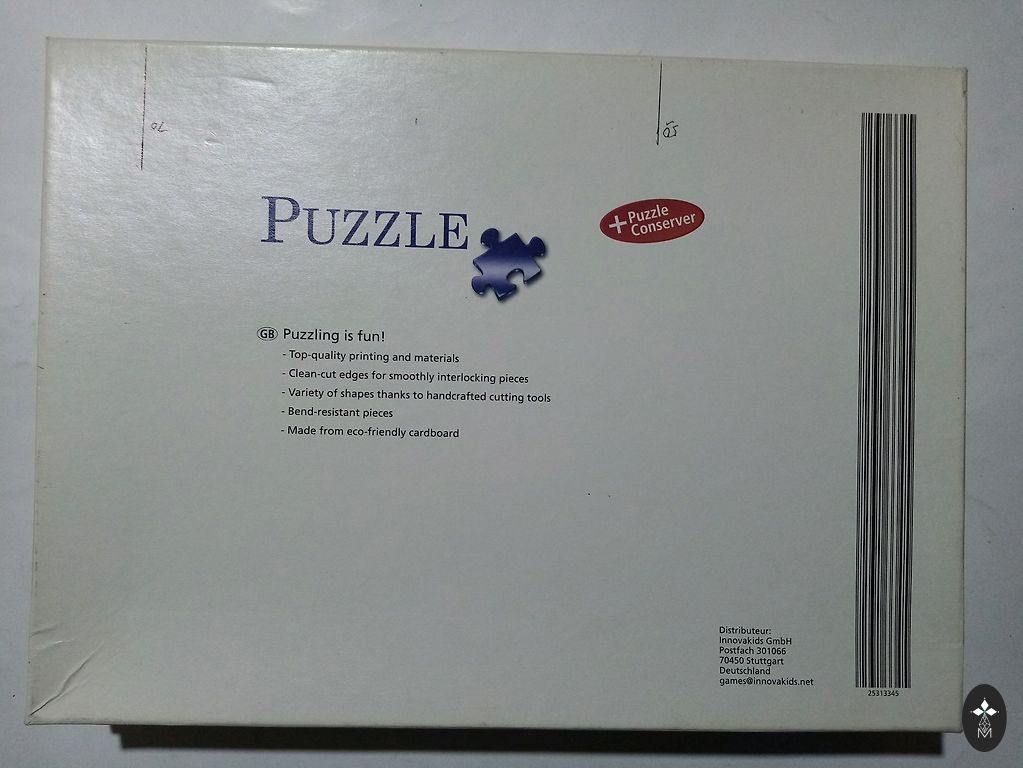 70
50
PUZZLE
+Puzzle
Conserver
GB Puzzling is fun!
- Top-quality printing and materials
- Clean-cut edges for smoothly interlocking pieces
- Variety of shapes thanks to handcrafted cutting tools
- Bend-resistant pieces
- Made from eco-friendly cardboard
Distributeur:
Innovakids GmbH
Postfach 301066
70450 Stuttgart
Deutschland
games@innovakids.net
25313345
M